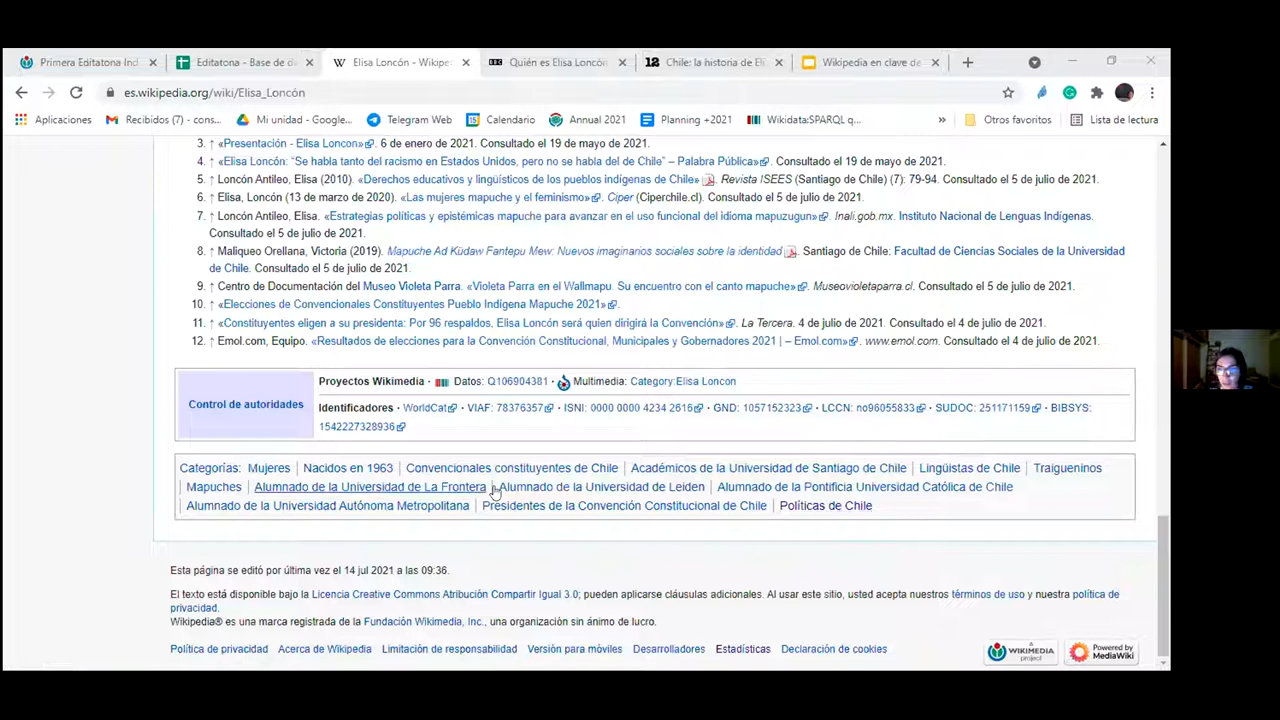 Primera Editatona Ind
Editatona - Base de da
Elisa Loncón - Wikipe
Quién es Elisa Loncón
Chile: la historia de Eli
Wikipedia en clave de
es.wikipedia.org/wiki/Elisa_Loncón
Aplicaciones Recibidos (7) - cons... Mi unidad - Google... Telegram Web Calendario Annual 2021 Planning +2021 Wikidata:SPARQL q... » Otros favoritos Lista de lectura
3. ↑ «Presentación - Elisa Loncon». 6 de enero de 2021. Consultado el 19 de mayo de 2021.
4. ↑ «Elisa Loncón: “Se habla tanto del racismo en Estados Unidos, pero no se habla del de Chile” – Palabra Pública». Consultado el 19 de mayo de 2021.
5. ↑ Loncón Antileo, Elisa (2010). «Derechos educativos y lingüísticos de los pueblos indígenas de Chile». Revista ISEES (Santiago de Chile) (7): 79-94. Consultado el 5 de julio de 2021.
6. ↑ Elisa, Loncón (13 de marzo de 2020). «Las mujeres mapuche y el feminismo». Ciper (Ciperchile.cl). Consultado el 5 de julio de 2021.
7. ↑ Loncón Antileo, Elisa. «Estrategias políticas y epistémicas mapuche para avanzar en el uso funcional del idioma mapuzugun». Inali.gob.mx. Instituto Nacional de Lenguas Indígenas.
Consultado el 5 de julio de 2021.
8. ↑ Maliqueo Orellana, Victoria (2019). Mapuche Ad Küdaw Fantepu Mew: Nuevos imaginarios sociales sobre la identidad. Santiago de Chile: Facultad de Ciencias Sociales de la Universidad
de Chile. Consultado el 5 de julio de 2021.
9. ↑ Centro de Documentación del Museo Violeta Parra. «Violeta Parra en el Wallmapu. Su encuentro con el canto mapuche». Museovioletaparra.cl. Consultado el 5 de julio de 2021.
10. ↑ «Elecciones de Convencionales Constituyentes Pueblo Indígena Mapuche 2021».
11. ↑ «Constituyentes eligen a su presidenta: Por 96 respaldos, Elisa Loncón será quien dirigirá la Convención». La Tercera. 4 de julio de 2021. Consultado el 4 de julio de 2021.
12. ↑ Emol.com, Equipo. «Resultados de elecciones para la Convención Constitucional, Municipales y Gobernadores 2021 | – Emol.com». www.emol.com. Consultado el 4 de julio de 2021.
Control de autoridades
Proyectos Wikimedia · Datos: Q106904381 · Multimedia: Category:Elisa Loncon
Identificadores · WorldCat · VIAF: 78376357 · ISNI: 0000 0000 4234 2616 · GND: 1057152323 · LCCN: no96055833 · SUDOC: 251171159 · BIBSYS:
1542227328936
Categorías: Mujeres | Nacidos en 1963 | Convencionales constituyentes de Chile | Académicos de la Universidad de Santiago de Chile | Lingüistas de Chile | Traigueninos
Mapuches | Alumnado de la Universidad de La Frontera | Alumnado de la Universidad de Leiden | Alumnado de la Pontificia Universidad Católica de Chile
Alumnado de la Universidad Autónoma Metropolitana | Presidentes de la Convención Constitucional de Chile | Políticas de Chile
Esta página se editó por última vez el 14 jul 2021 a las 09:36.
El texto está disponible bajo la Licencia Creative Commons Atribución Compartir Igual 3.0; pueden aplicarse cláusulas adicionales. Al usar este sitio, usted acepta nuestros términos de uso y nuestra política de
privacidad.
Wikipedia® es una marca registrada de la Fundación Wikimedia, Inc., una organización sin ánimo de lucro.
Política de privacidad Acerca de Wikipedia Limitación de responsabilidad Versión para móviles Desarrolladores Estadísticas Declaración de cookies
A WIKIMEDIA project
Powered by MediaWiki